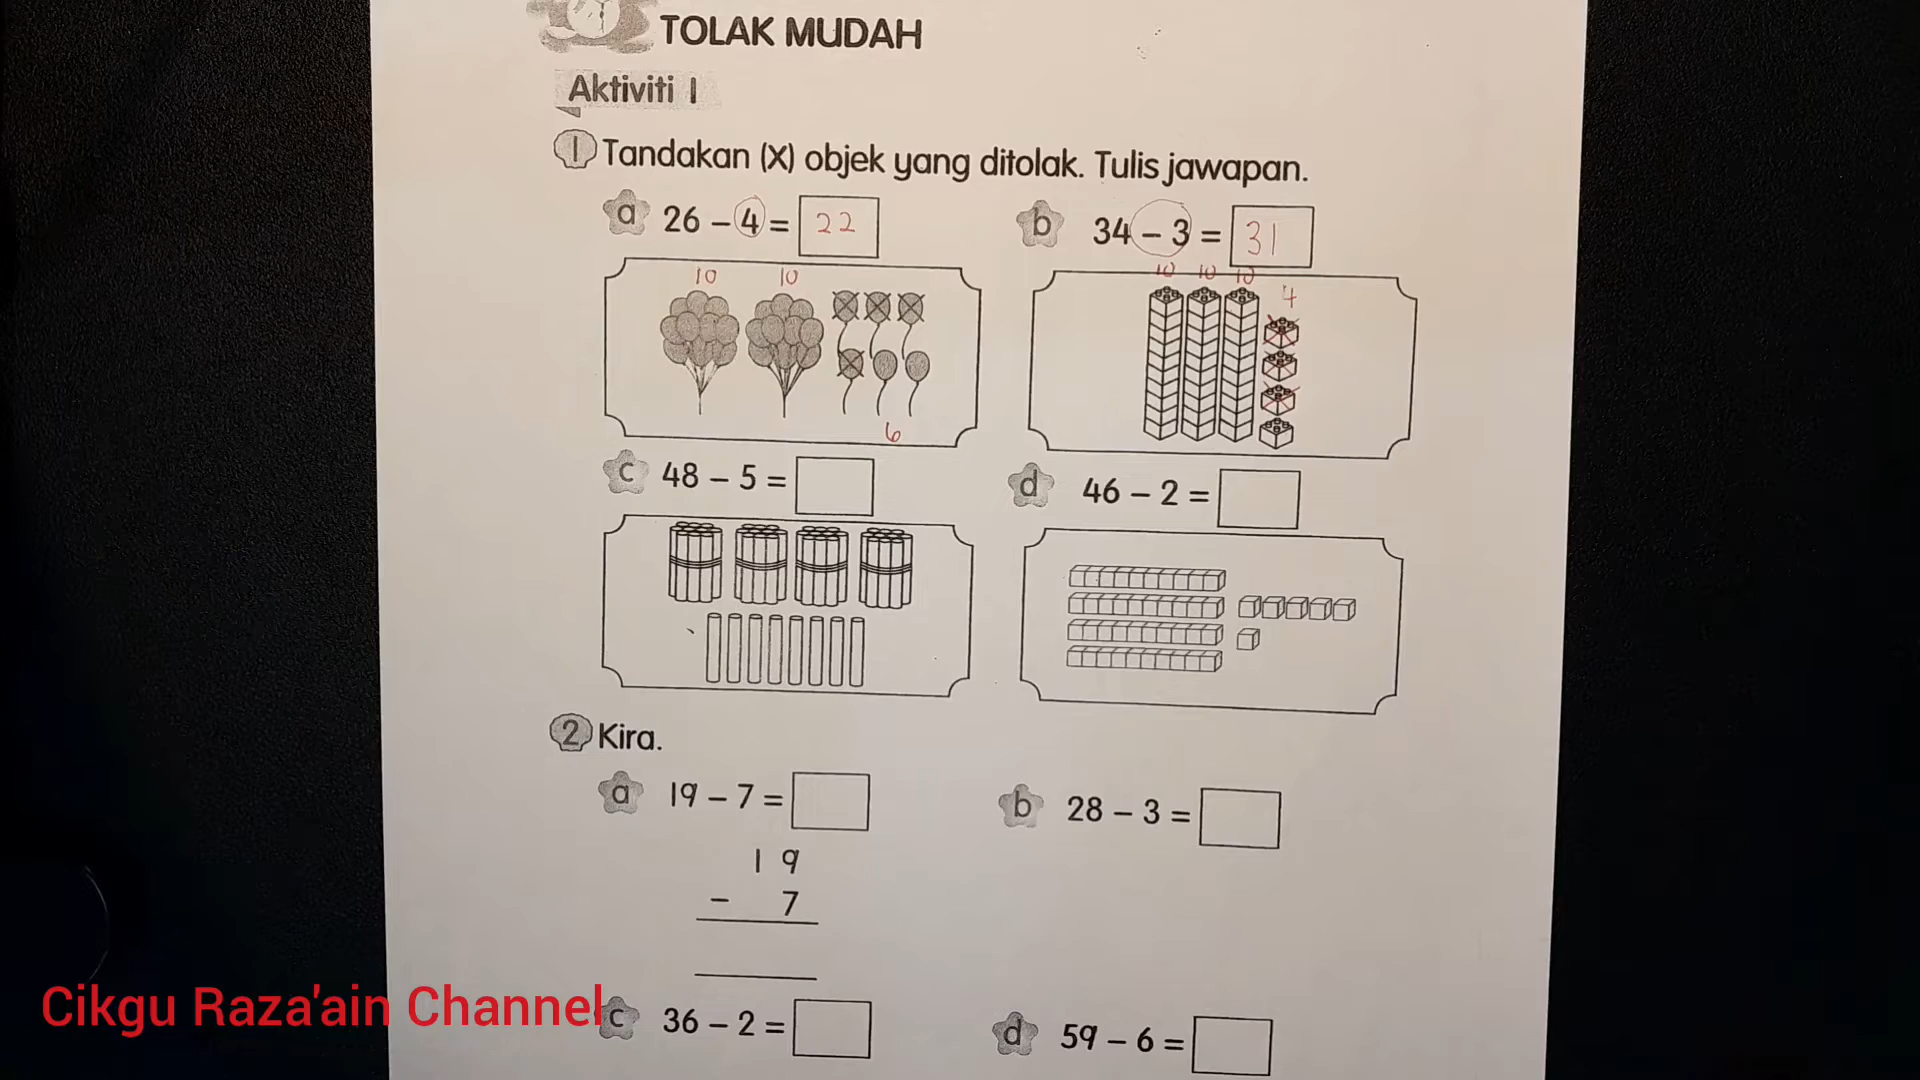 TOLAK MUDAH
Aktiviti 1
1 Tandakan (X) objek yang ditolak. Tulis jawapan.
a 26 – 4 = 22
b 34 – 3 = 31
10 10
6
10 10 10
4
c 48 – 5 =
d 46 – 2 =
2 Kira.
a 19 – 7 =
b 28 – 3 =
1 9
– 7
c 36 – 2 =
d 59 – 6 =
Cikgu Raza'ain Channel